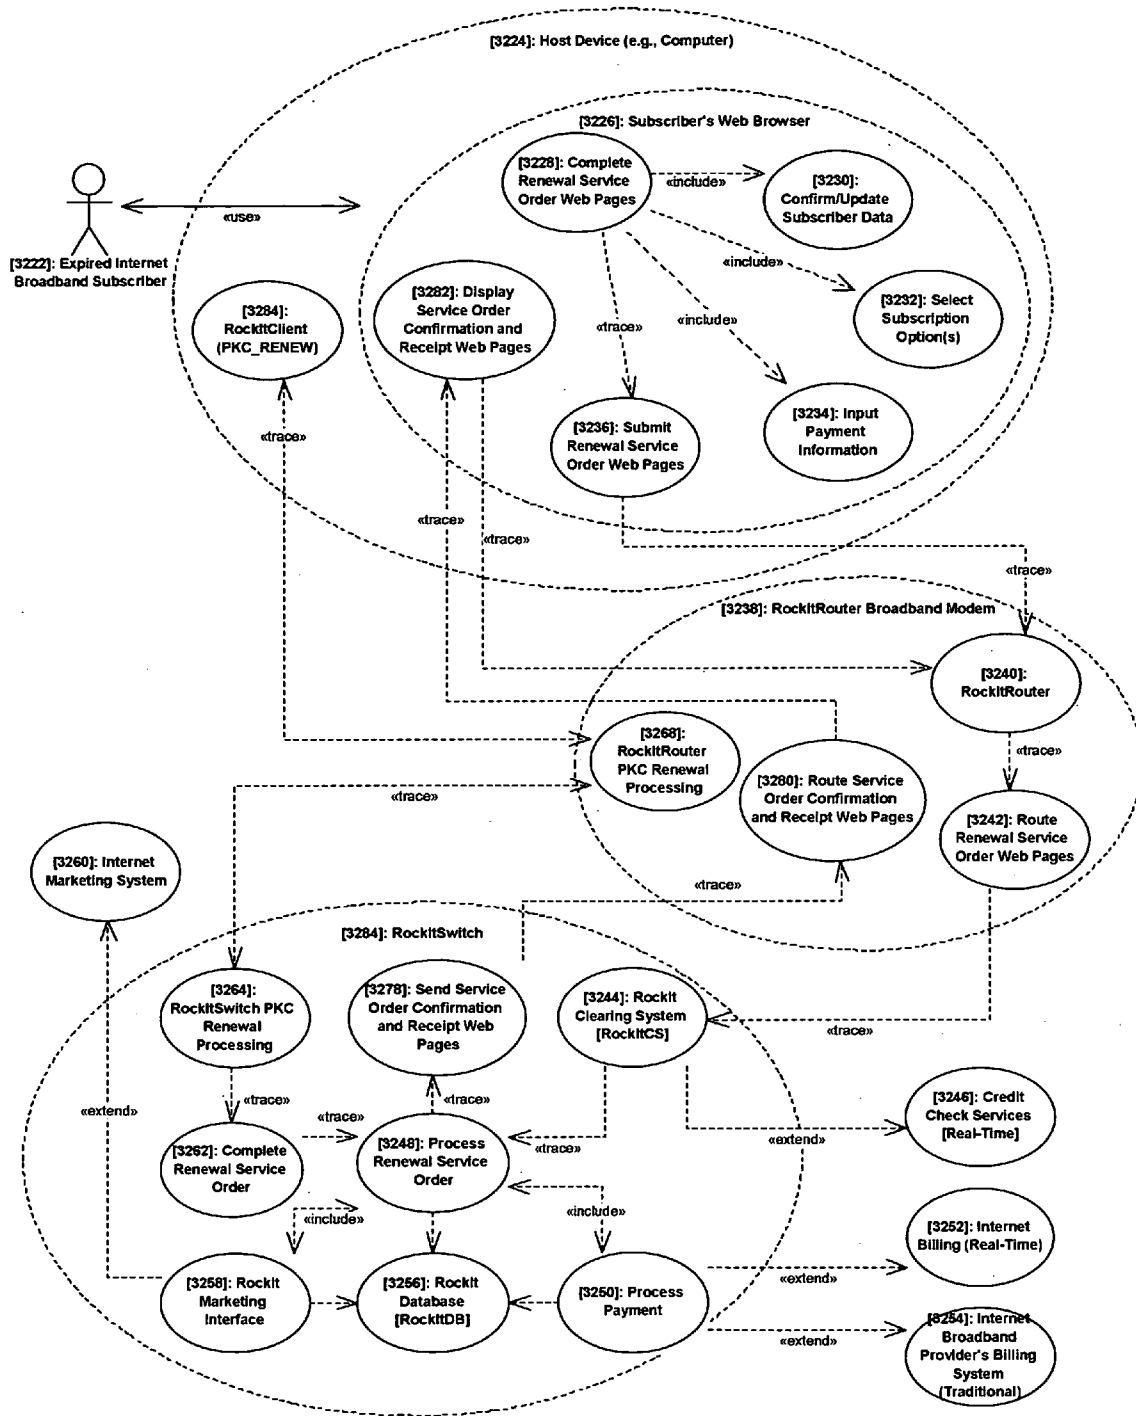 [3224]: Host Device (e.g., Computer)
[3226]: Subscriber's Web Browser
[3228]: Complete
Renewal Service
Order Web Pages
«include»
[3230]:
Confirm/Update
Subscriber Data
«use»
[3222]: Expired Internet
Broadband Subscriber
«include»
[3284]:
RockItClient
(PKC_RENEW)
[3282]: Display
Service Order
Confirmation and
Receipt Web Pages
«trace»
«include»
[3232]: Select
Subscription
Option(s)
[3234]: Input
Payment
Information
[3236]: Submit
Renewal Service
Order Web Pages
«trace»
«trace»
«trace»
«trace»
[3238]: RockItRouter Broadband Modem
[3240]:
RockItRouter
[3268]:
RockItRouter
PKC Renewal
Processing
«trace»
[3280]: Route Service
Order Confirmation
and Receipt Web Pages
«trace»
[3242]: Route
Renewal Service
Order Web Pages
[3260]: Internet
Marketing System
«trace»
[3284]: RockItSwitch
[3264]:
RockItSwitch PKC
Renewal
Processing
[3278]: Send Service
Order Confirmation
and Receipt Web
Pages
[3244]: RockIt
Clearing System
[RockItCS]
«trace»
«extend»
«trace»
«trace»
«trace»
«trace»
[3246]: Credit
Check Services
[Real-Time]
«extend»
[3262]: Complete
Renewal Service
Order
[3248]: Process
Renewal Service
Order
«include»
«include»
[3252]: Internet
Billing (Real-Time)
[3258]: RockIt
Marketing
Interface
[3256]: RockIt
Database
[RockItDB]
[3250]: Process
Payment
«extend»
«extend»
[3254]: Internet
Broadband
Provider's Billing
System
(Traditional)